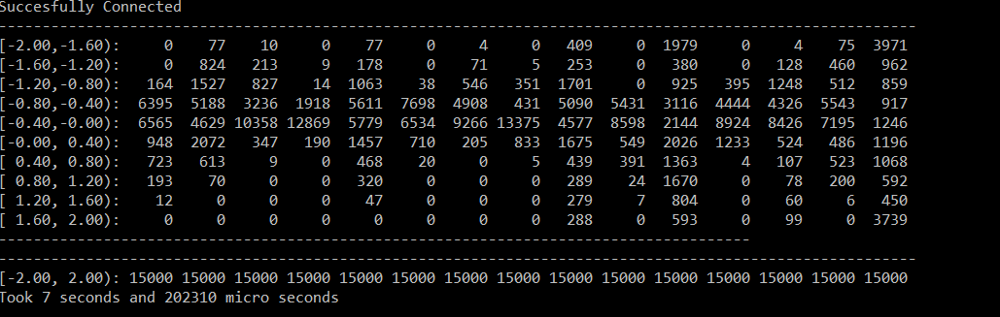 Succesfully Connected
---------------------------------------------------------------------------------------------------------
[-2.00,-1.60):     0    77    10     0    77     0     4     0   409     0  1979     0     4    75  3971
[-1.60,-1.20):     0   824   213     9   178     0    71     5   253     0   380     0   128   460   962
[-1.20,-0.80):   164  1527   827    14  1063    38   546   351  1701     0   925   395  1248   512   859
[-0.80,-0.40):  6395  5188  3236  1918  5611  7698  4908   431  5090  5431  3116  4444  4326  5543   917
[-0.40,-0.00):  6565  4629 10358 12869  5779  6534  9266 13375  4577  8598  2144  8924  8426  7195  1246
[-0.00, 0.40):   948  2072   347   190  1457   710   205   833  1675   549  2026  1233   524   486  1196
[ 0.40, 0.80):   723   613     9     0   468    20     0     5   439   391  1363     4   107   523  1068
[ 0.80, 1.20):   193    70     0     0   320     0     0     0   289    24  1670     0    78   200   592
[ 1.20, 1.60):    12     0     0     0    47     0     0     0   279     7   804     0    60     6   450
[ 1.60, 2.00):     0     0     0     0     0     0     0     0   288     0   593     0    99     0  3739
--------------------------------------------------------------------------------------
---------------------------------------------------------------------------------------------------------
[-2.00, 2.00): 15000 15000 15000 15000 15000 15000 15000 15000 15000 15000 15000 15000 15000 15000 15000
Took 7 seconds and 202310 micro seconds